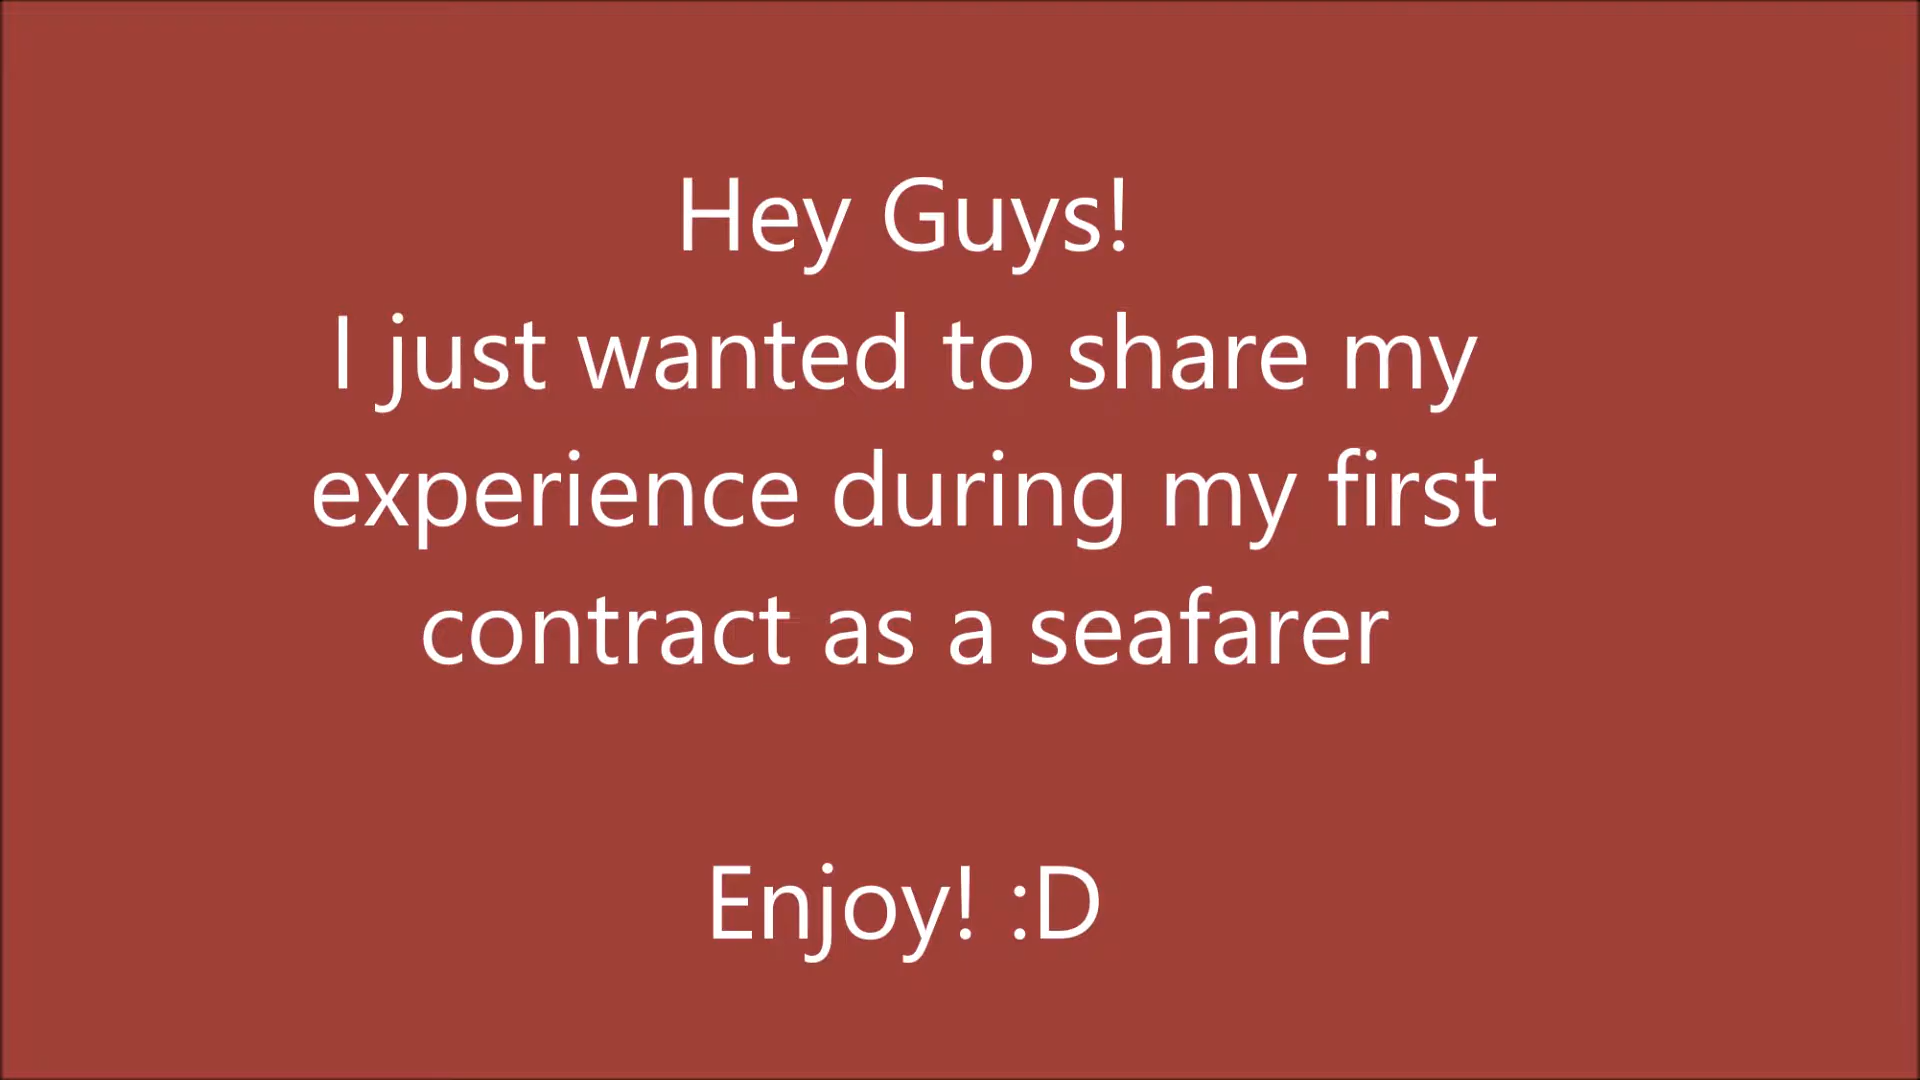 Hey Guys!
I just wanted to share my
experience during my first
contract as a seafarer
Enjoy! :D